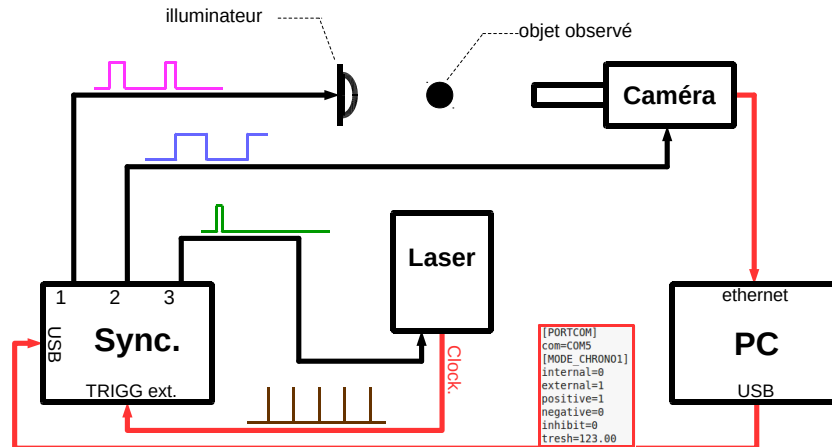 illuminateur
objet observé
Caméra
Laser
1 2 3
USB
Sync.
TRIGG ext.
Clock.
[PORTCOM]
com=COM5
[MODE_CHRONO1]
internal=0
external=1
positive=1
negative=0
inhibit=0
tresh=123.00
ethernet
PC
USB